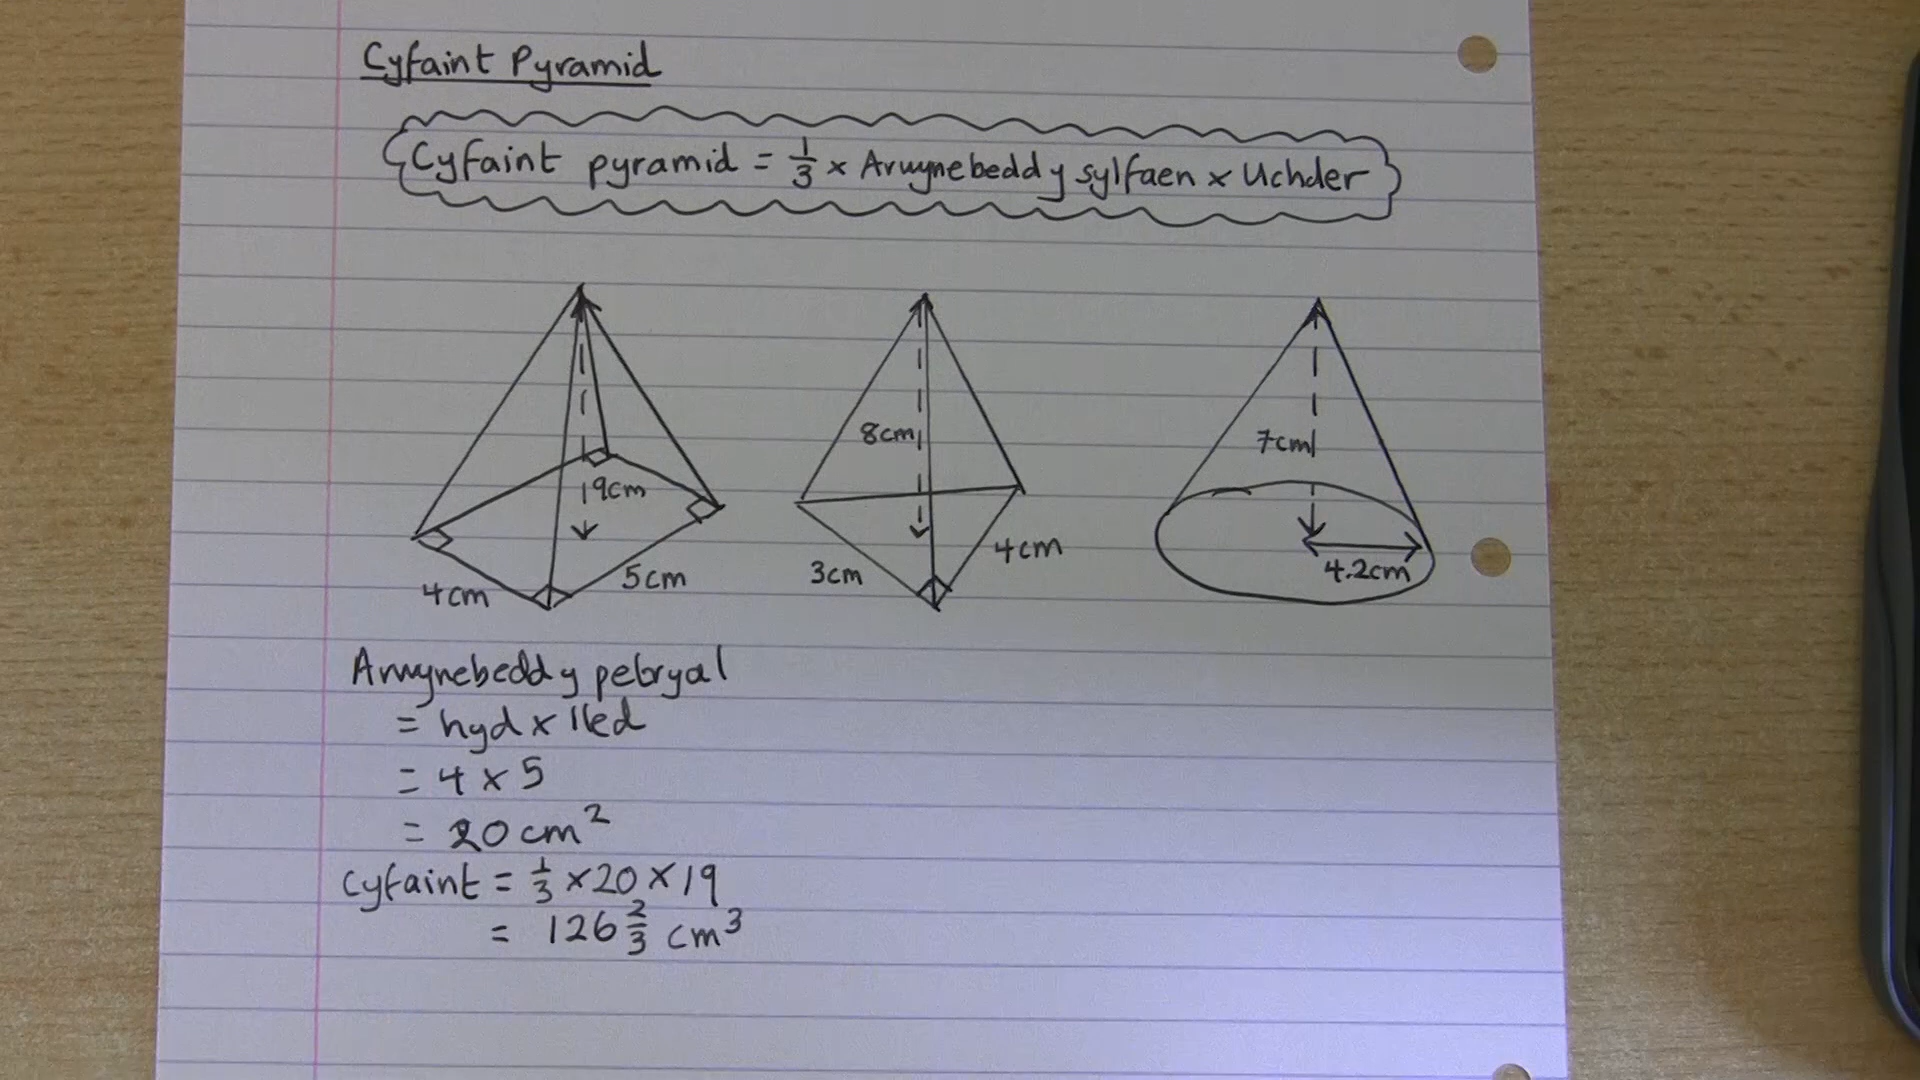 Cyfaint Pyramid
Cyfaint pyramid = 1/3 × Arwynebedd y sylfaen × Uchder
19cm
4cm
5cm
8cm
3cm
4cm
7cm
4.2cm
Arwynebedd y petryal
= hyd × lled
= 4 × 5
= 20 cm²
Cyfaint = 1/3 × 20 × 19
= 126 2/3 cm³